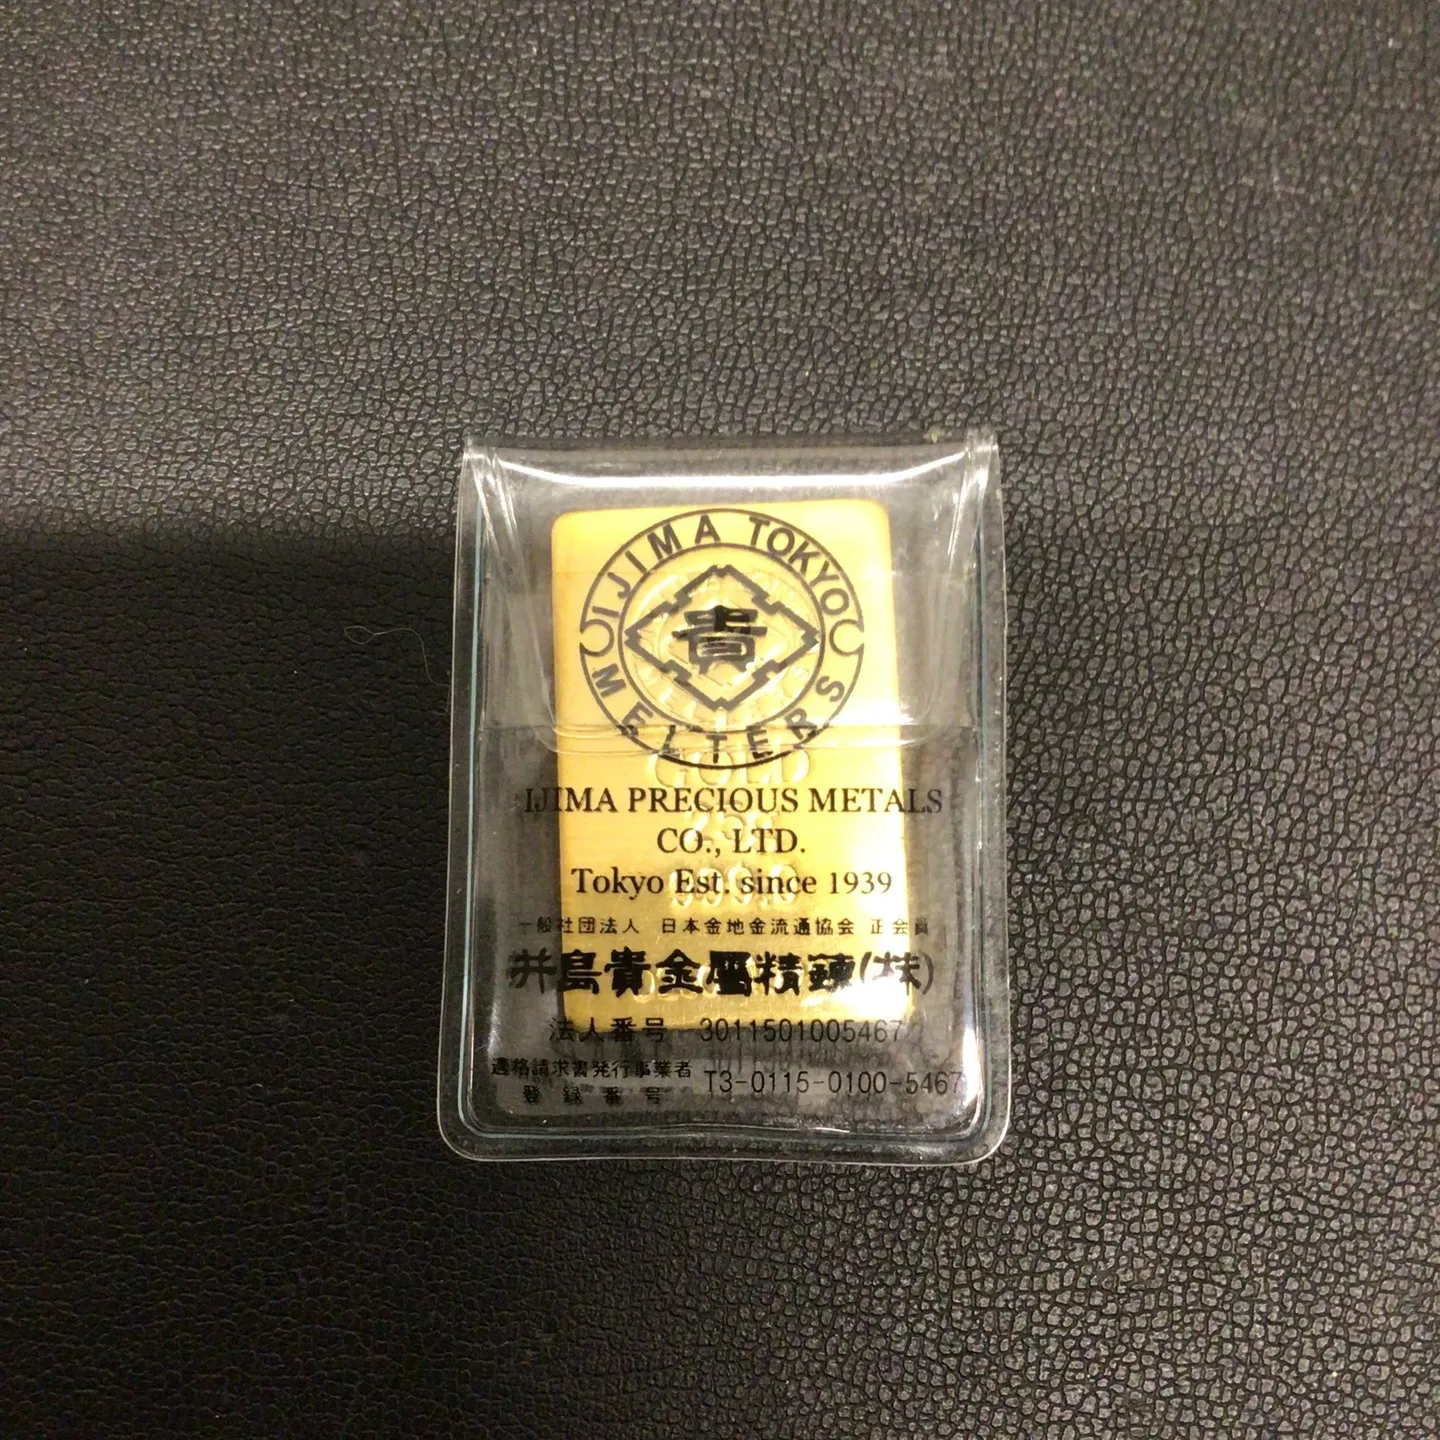 IJIMA TOKYO
貴
MELTERS
GOLD
IJIMA PRECIOUS METALS
CO., LTD.
Tokyo Est. since 1939
一般社団法人 日本金地金流通協会 正会員
井島貴金属精錬(株)
法人番号 3011501005467
適格請求書発行事業者
登録番号 T3-0115-0100-5467